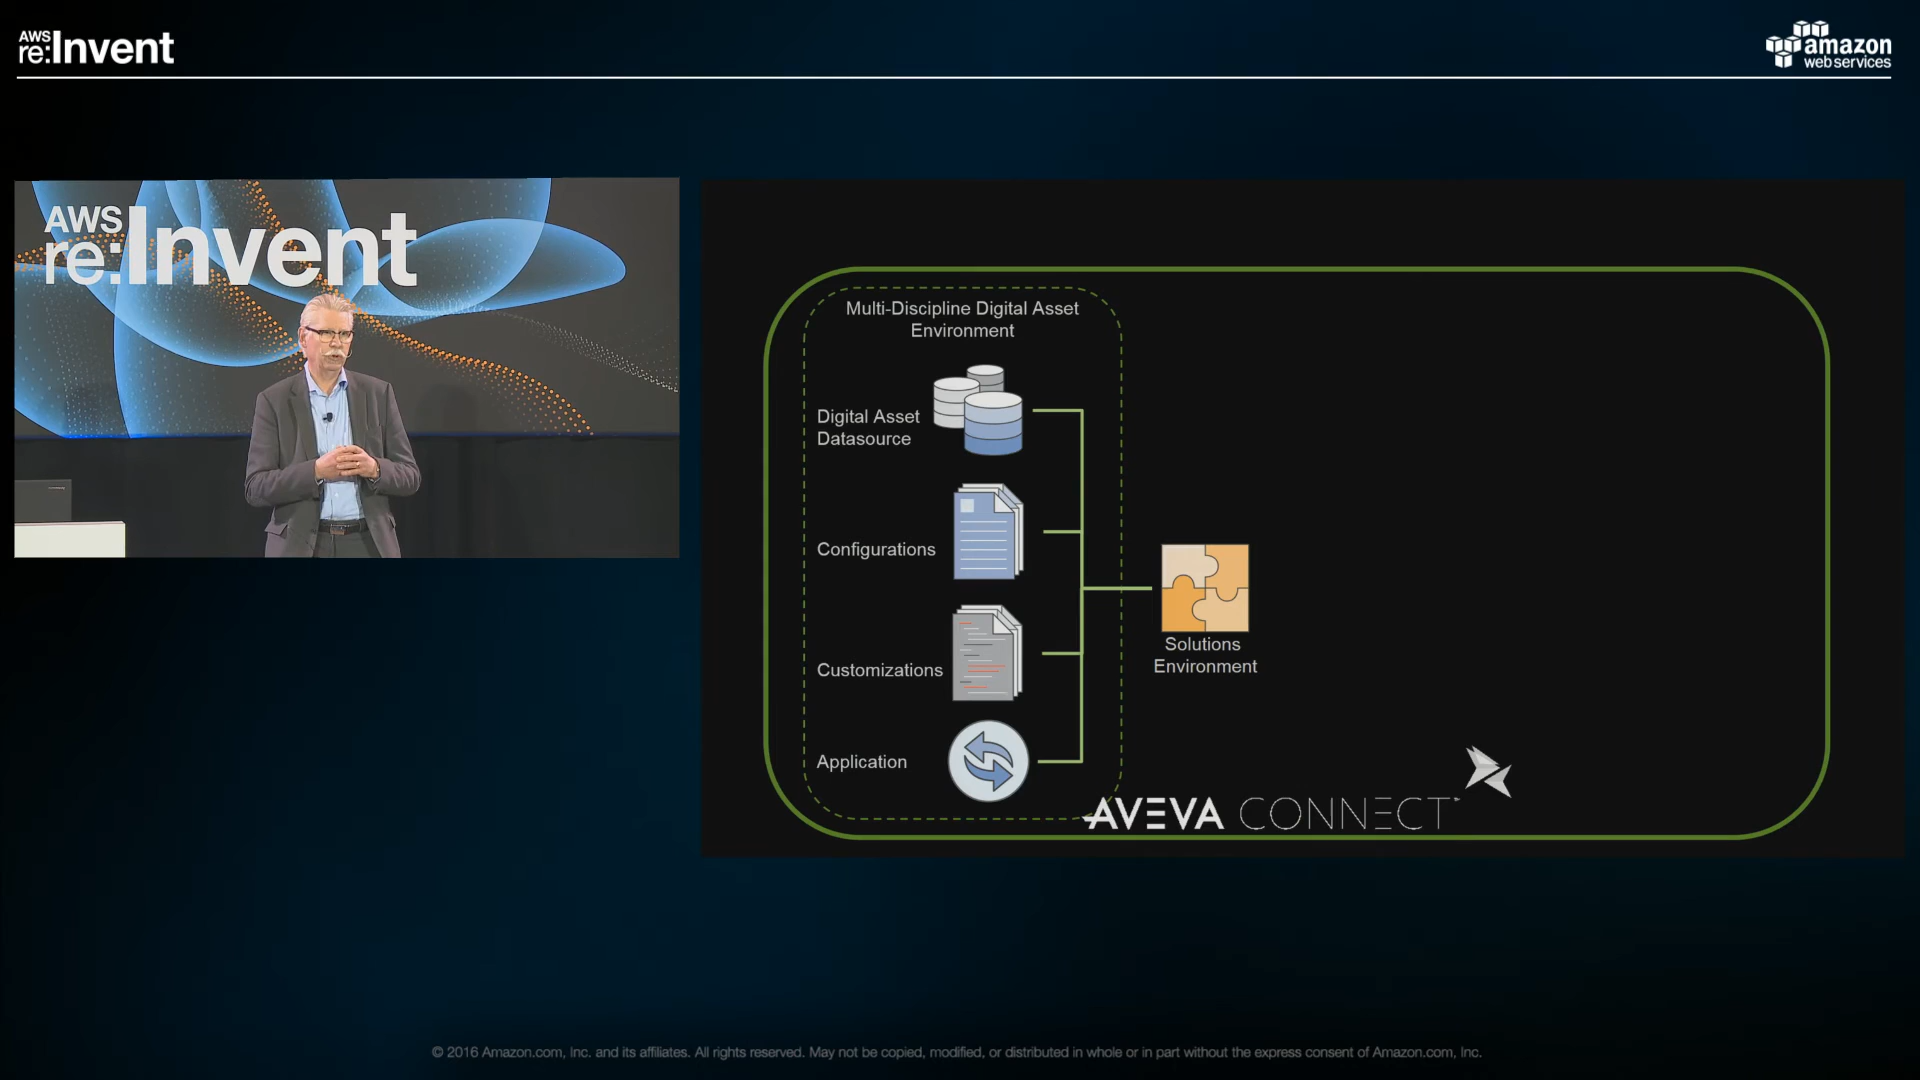 AWS
re:Invent
amazon
web services
AWS
re:Invent
Multi-Discipline Digital Asset
Environment
Digital Asset
Datasource
Configurations
Customizations
Application
Solutions
Environment
AVEVA CONNECT™
© 2016 Amazon.com, Inc. and its affiliates. All rights reserved. May not be copied, modified, or distributed in whole or in part without the express consent of Amazon.com, Inc.